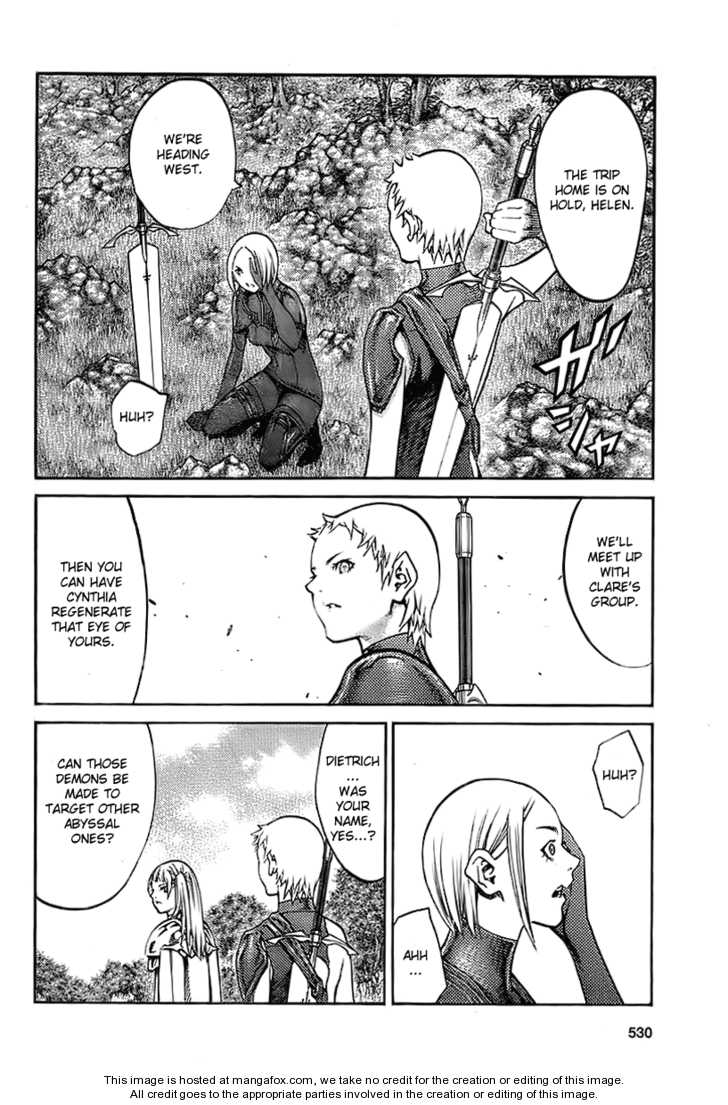 THE TRIP
HOME IS ON
HOLD, HELEN.
WE'RE
HEADING
WEST.
HUH?
ガシャ
WE'LL
MEET UP
WITH
CLARE'S
GROUP.
THEN YOU
CAN HAVE
CYNTHIA
REGENERATE
THAT EYE OF
YOURS.
HUH?
AHH
...
DIETRICH
...
WAS
YOUR
NAME,
YES...?
CAN THOSE
DEMONS BE
MADE TO
TARGET OTHER
ABYSSAL
ONES?
530
This image is hosted at mangafox.com, we take no credit for the creation or editing of this image.
All credit goes to the appropriate parties involved in the creation or editing of this image.